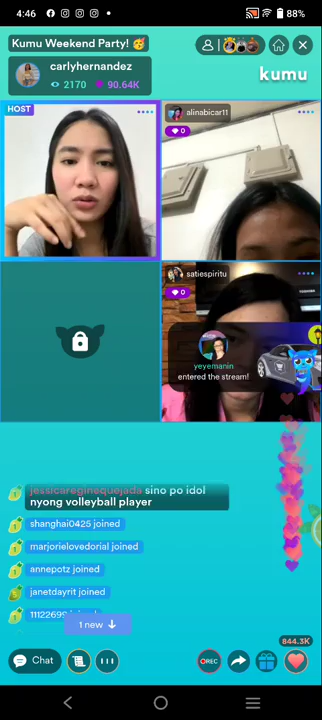 4:46
88%
Kumu Weekend Party! 🥳
carlyhernandez
2170 90.64K
kumu
HOST
alinabicar11
0
satiespiritu
0
yeyemanin
entered the stream!
jessicareginequejada sino po idol
nyong volleyball player
shanghai0425 joined
marjorielovedorial joined
annepotz joined
janetdayrit joined
joined
1 new ↓
844.3K
Chat
REC